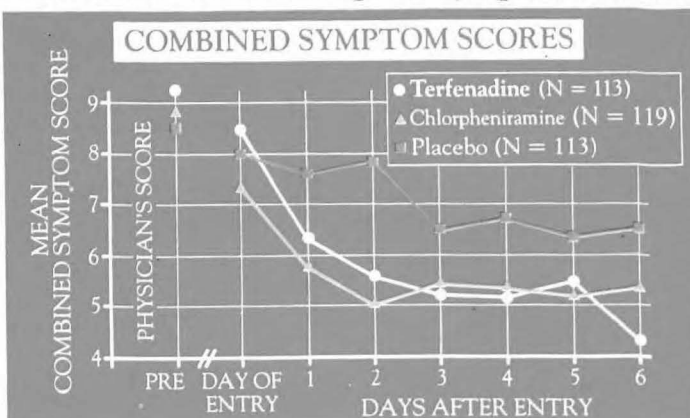 COMBINED SYMPTOM SCORES
Terfenadine (N = 113)
Chlorpheniramine (N = 119)
Placebo (N = 113)
MEAN
COMBINED SYMPTOM SCORE
PHYSICIAN'S SCORE
9
8
7
6
5
4
PRE
DAY OF
ENTRY
1 2 3 4 5 6
DAYS AFTER ENTRY